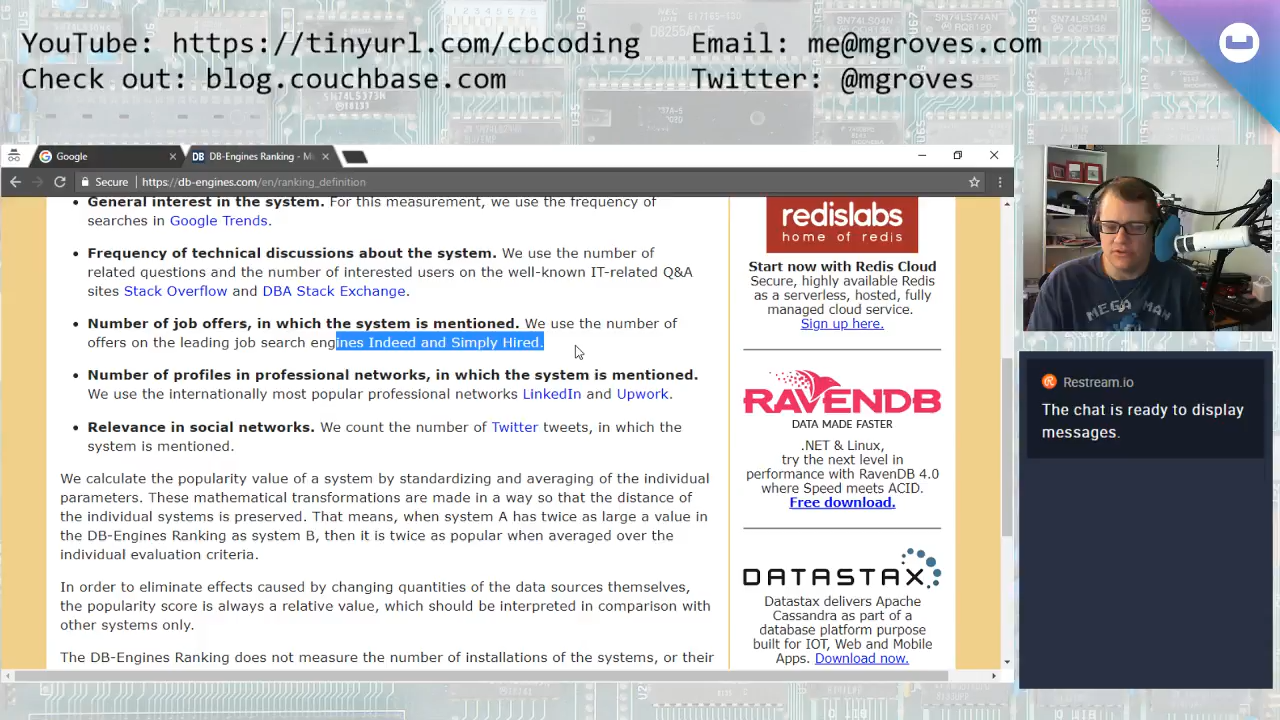 YouTube: https://tinyurl.com/cbcoding Email: me@mgroves.com
Check out: blog.couchbase.com Twitter: @mgroves
Google
DB DB-Engines Ranking - M
Secure https://db-engines.com/en/ranking_definition
• General interest in the system. For this measurement, we use the frequency of
searches in Google Trends.
• Frequency of technical discussions about the system. We use the number of
related questions and the number of interested users on the well-known IT-related Q&A
sites Stack Overflow and DBA Stack Exchange.
• Number of job offers, in which the system is mentioned. We use the number of
offers on the leading job search engines Indeed and Simply Hired.
• Number of profiles in professional networks, in which the system is mentioned.
We use the internationally most popular professional networks LinkedIn and Upwork.
• Relevance in social networks. We count the number of Twitter tweets, in which the
system is mentioned.
We calculate the popularity value of a system by standardizing and averaging of the individual
parameters. These mathematical transformations are made in a way so that the distance of
the individual systems is preserved. That means, when system A has twice as large a value in
the DB-Engines Ranking as system B, then it is twice as popular when averaged over the
individual evaluation criteria.
In order to eliminate effects caused by changing quantities of the data sources themselves,
the popularity score is always a relative value, which should be interpreted in comparison with
other systems only.
The DB-Engines Ranking does not measure the number of installations of the systems, or their
redislabs
home of redis
Start now with Redis Cloud
Secure, highly available Redis
as a serverless, hosted, fully
managed cloud service.
Sign up here.
RAVENDB
DATA MADE FASTER
.NET & Linux,
try the next level in
performance with RavenDB 4.0
where Speed meets ACID.
Free download.
DATASTAX
Datastax delivers Apache
Cassandra as part of a
database platform purpose
built for IOT, Web and Mobile
Apps. Download now.
MEGA MAN
Restream.io
The chat is ready to display
messages.